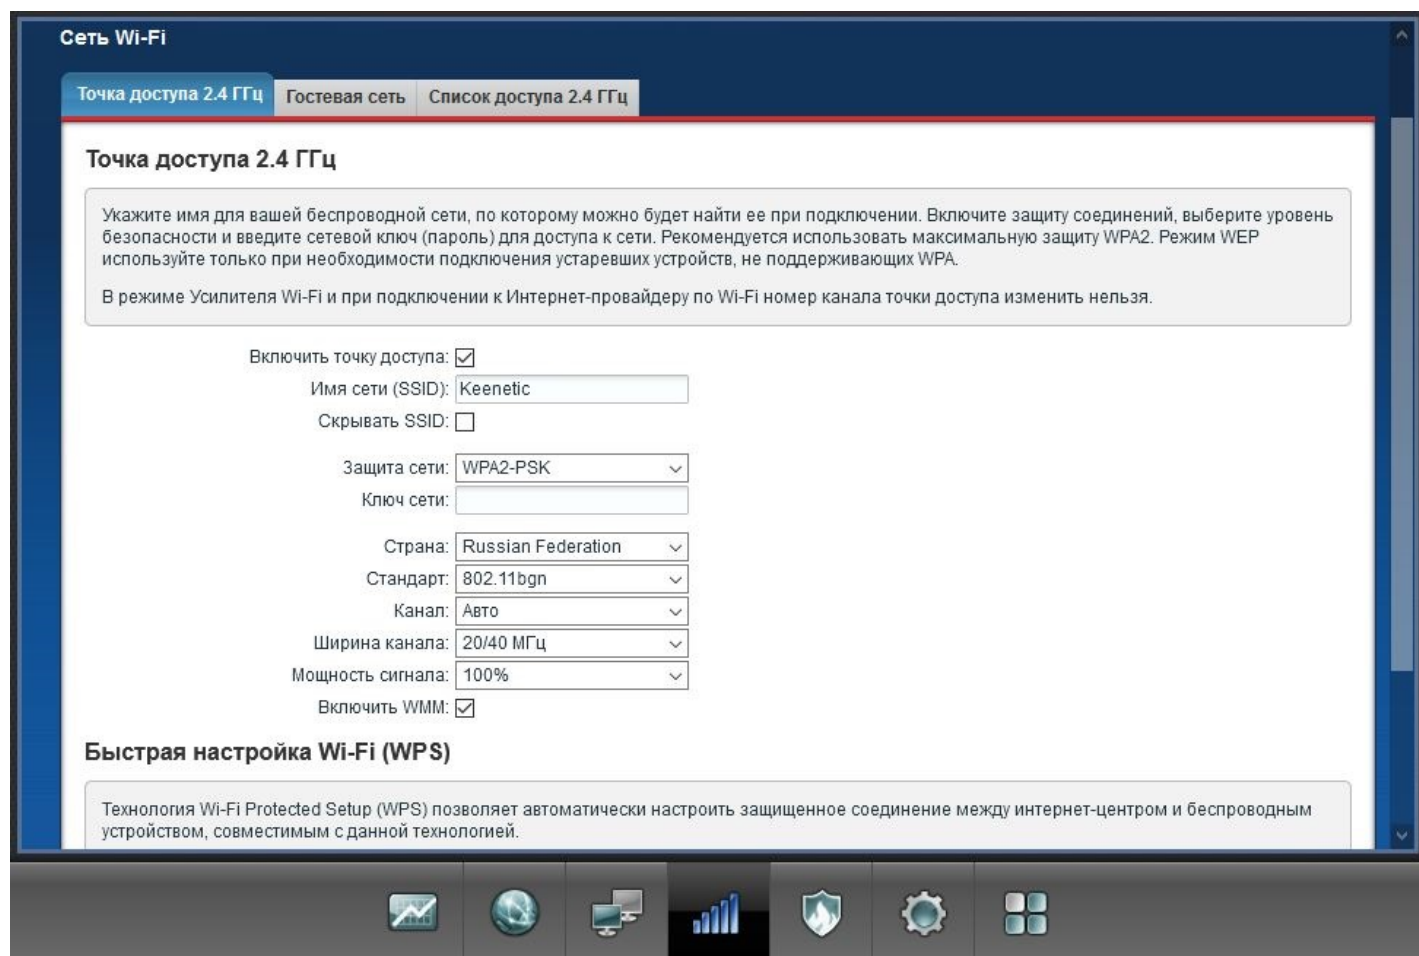 Сеть Wi-Fi
Точка доступа 2.4 ГГц Гостевая сеть Список доступа 2.4 ГГц
Точка доступа 2.4 ГГц
Укажите имя для вашей беспроводной сети, по которому можно будет найти ее при подключении. Включите защиту соединений, выберите уровень
безопасности и введите сетевой ключ (пароль) для доступа к сети. Рекомендуется использовать максимальную защиту WPA2. Режим WEP
используйте только при необходимости подключения устаревших устройств, не поддерживающих WPA.
В режиме Усилителя Wi-Fi и при подключении к Интернет-провайдеру по Wi-Fi номер канала точки доступа изменить нельзя.
Включить точку доступа:
Имя сети (SSID): Keenetic
Скрывать SSID:
Защита сети: WPA2-PSK
Ключ сети:
Страна: Russian Federation
Стандарт: 802.11bgn
Канал: Авто
Ширина канала: 20/40 МГц
Мощность сигнала: 100%
Включить WMM:
Быстрая настройка Wi-Fi (WPS)
Технология Wi-Fi Protected Setup (WPS) позволяет автоматически настроить защищенное соединение между интернет-центром и беспроводным
устройством, совместимым с данной технологией.